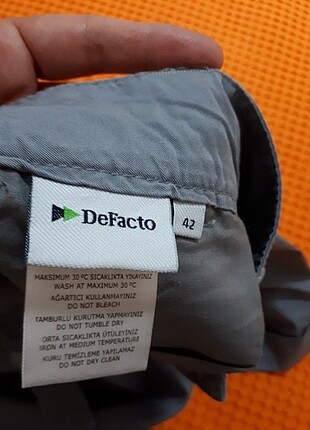 DeFacto
42
MAKSIMUM 30 °C SICAKLIKTA YIKAYINIZ
WASH AT MAXIMUM 30 °C
AĞARTICI KULLANMAYINIZ
DO NOT BLEACH
TAMBURLU KURUTMA YAPMAYINIZ
DO NOT TUMBLE DRY
ORTA SICAKLIKTA ÜTÜLEYİNİZ
IRON AT MEDIUM TEMPERATURE
KURU TEMİZLEME YAPILAMAZ
DO NOT DRY CLEAN